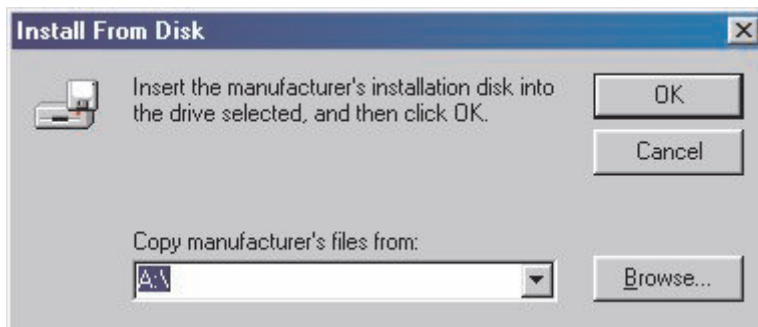 Install From Disk
Insert the manufacturer's installation disk into
the drive selected, and then click OK.
OK
Cancel
Copy manufacturer's files from:
A:\
Browse...